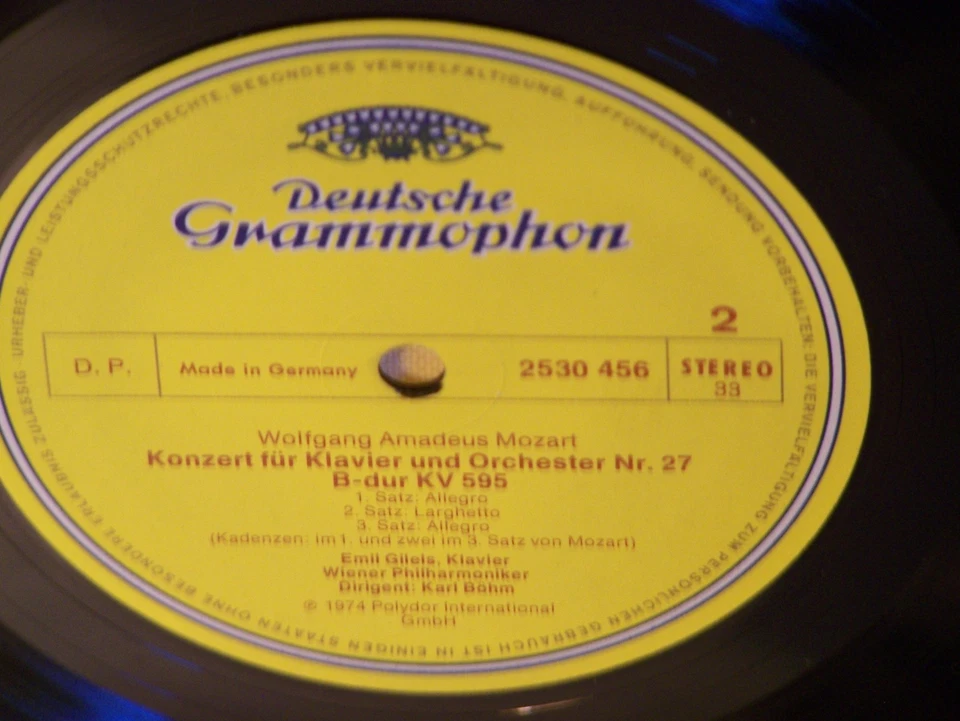 Deutsche
Grammophon
2
D. P.
Made in Germany
2530 456
STEREO
33
Wolfgang Amadeus Mozart
Konzert für Klavier und Orchester Nr. 27
B-dur KV 595
1. Satz: Allegro
2. Satz: Larghetto
3. Satz: Allegro
(Kadenzen: im 1. und zwei im 3. Satz von Mozart)
Emil Gilels, Klavier
Wiener Philharmoniker
Dirigent: Karl Böhm
℗ 1974 Polydor International
GmbH
URHEBER- UND LEISTUNGSSCHUTZRECHTE, BESONDERS VERVIELFÄLTIGUNG, AUFFÜHRUNG, SENDUNG VORBEHALTEN: DIE VERVIELFÄLTIGUNG ZUM PERSÖNLICHEN GEBRAUCH IST IN EINIGEN STAATEN OHNE BESONDERE ERLAUBNIS ZULÄSSIG